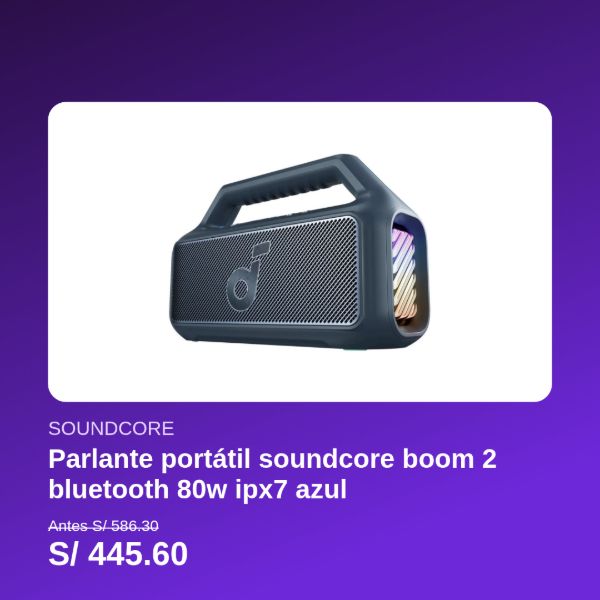 SOUNDCORE
Parlante portátil soundcore boom 2
bluetooth 80w ipx7 azul
Antes S/ 586.30
S/ 445.60